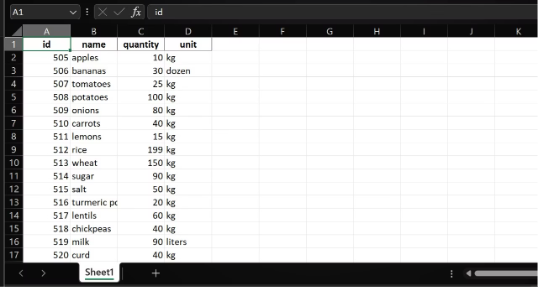 A1 fx id
A B C D E F G H I J K
1 id name quantity unit
2 505 apples 10 kg
3 506 bananas 30 dozen
4 507 tomatoes 25 kg
5 508 potatoes 100 kg
6 509 onions 80 kg
7 510 carrots 40 kg
8 511 lemons 15 kg
9 512 rice 199 kg
10 513 wheat 150 kg
11 514 sugar 90 kg
12 515 salt 50 kg
13 516 turmeric pc 20 kg
14 517 lentils 60 kg
15 518 chickpeas 40 kg
16 519 milk 90 liters
17 520 curd 40 kg
Sheet1